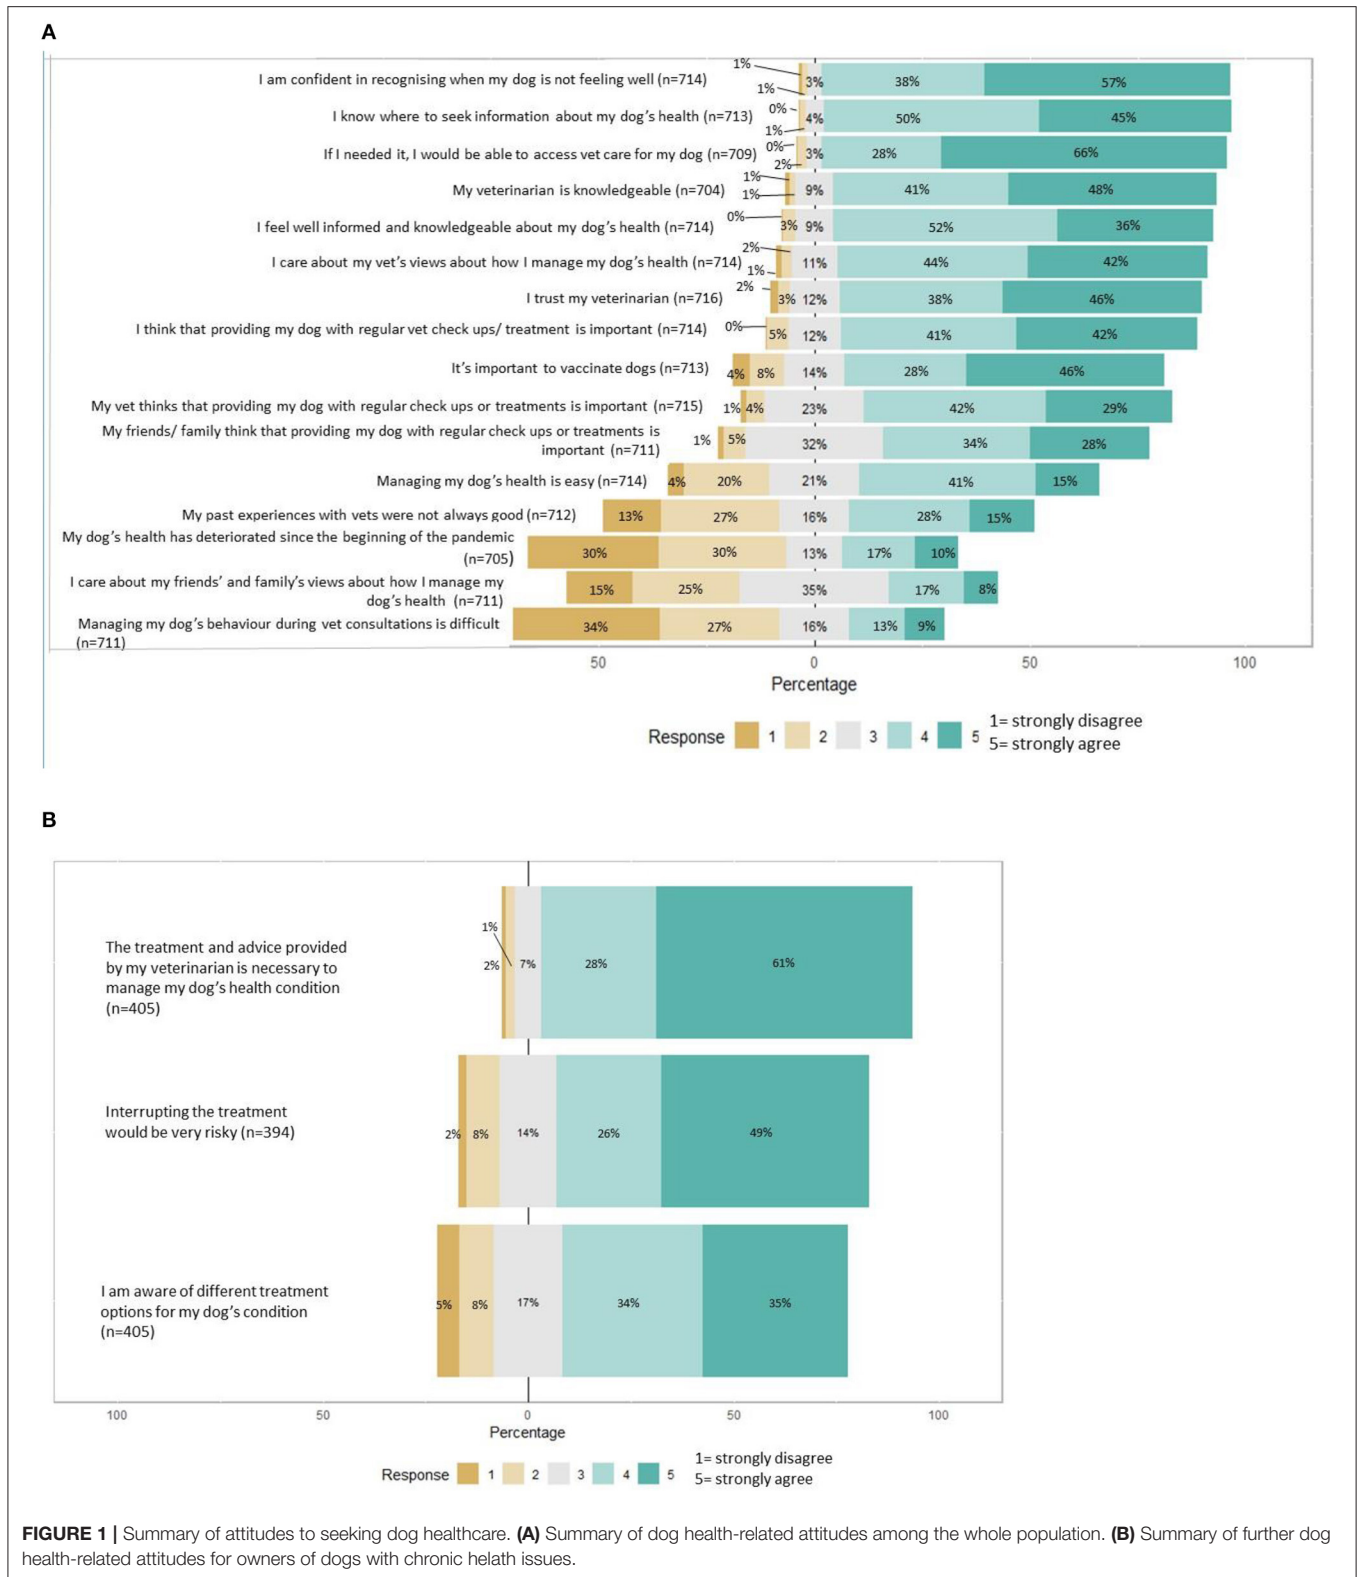 A
I am confident in recognising when my dog is not feeling well (n=714)
1%
1%
3%
38%
57%
I know where to seek information about my dog's health (n=713)
0%
1%
4%
50%
45%
If I needed it, I would be able to access vet care for my dog (n=709)
0%
2%
3%
28%
66%
My veterinarian is knowledgeable (n=704)
1%
1%
9%
41%
48%
I feel well informed and knowledgeable about my dog's health (n=714)
0%
3%
9%
52%
36%
I care about my vet's views about how I manage my dog's health (n=714)
2%
1%
11%
44%
42%
I trust my veterinarian (n=716)
2%
3%
12%
38%
46%
I think that providing my dog with regular vet check ups/ treatment is important (n=714)
0%
5%
12%
41%
42%
It's important to vaccinate dogs (n=713)
4%
8%
14%
28%
46%
My vet thinks that providing my dog with regular check ups or treatments is important (n=715)
1%
4%
23%
42%
29%
My friends/ family think that providing my dog with regular check ups or treatments is
important (n=711)
1%
5%
32%
34%
28%
Managing my dog's health is easy (n=714)
4%
20%
21%
41%
15%
My past experiences with vets were not always good (n=712)
13%
27%
16%
28%
15%
My dog's health has deteriorated since the beginning of the pandemic
(n=705)
30%
30%
13%
17%
10%
I care about my friends' and family's views about how I manage my
dog's health (n=711)
15%
25%
35%
17%
8%
Managing my dog's behaviour during vet consultations is difficult
(n=711)
34%
27%
16%
13%
9%
50
0
50
100
Percentage
Response 1 2 3 4 5
1= strongly disagree
5= strongly agree
B
The treatment and advice provided
by my veterinarian is necessary to
manage my dog's health condition
(n=405)
1%
2%
7%
28%
61%
Interrupting the treatment
would be very risky (n=394)
2%
8%
14%
26%
49%
I am aware of different treatment
options for my dog's condition
(n=405)
5%
8%
17%
34%
35%
100
50
0
50
100
Percentage
Response 1 2 3 4 5
1= strongly disagree
5= strongly agree
FIGURE 1 | Summary of attitudes to seeking dog healthcare. (A) Summary of dog health-related attitudes among the whole population. (B) Summary of further dog
health-related attitudes for owners of dogs with chronic helath issues.